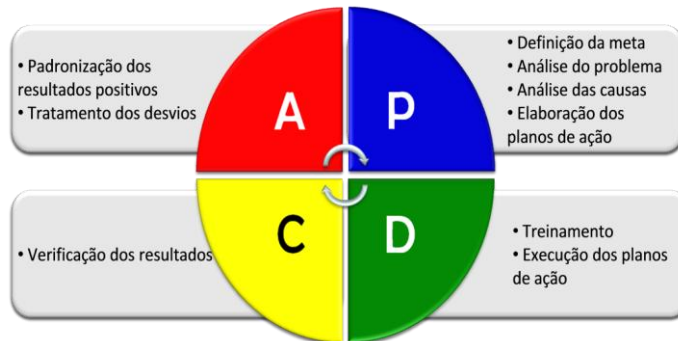 • Padronização dos
resultados positivos
• Tratamento dos desvios
A
P
• Definição da meta
• Análise do problema
• Análise das causas
• Elaboração dos
planos de ação
• Verificação dos resultados
C
D
• Treinamento
• Execução dos planos
de ação